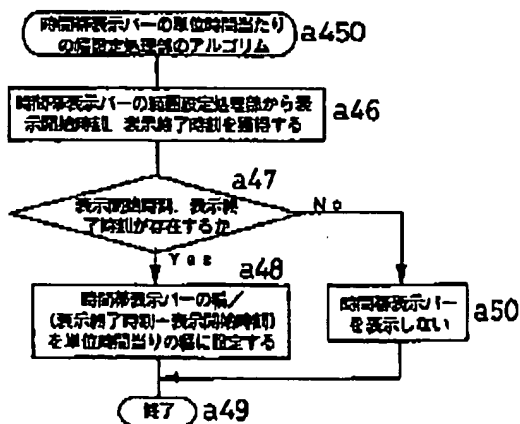 時間帯表示バーの単位時間当たり
の幅設定処理部のアルゴリム
a450
時間帯表示バーの範囲設定処理部から表
示開始時刻、表示終了時刻を獲得する
a46
a47
表示開始時刻、表示終
了時刻が存在するか
No
Yes
a48
時間帯表示バーの幅/
(表示終了時刻-表示開始時刻)
を単位時間当りの幅に設定する
時間帯表示バー
を表示しない
a50
終了
a49